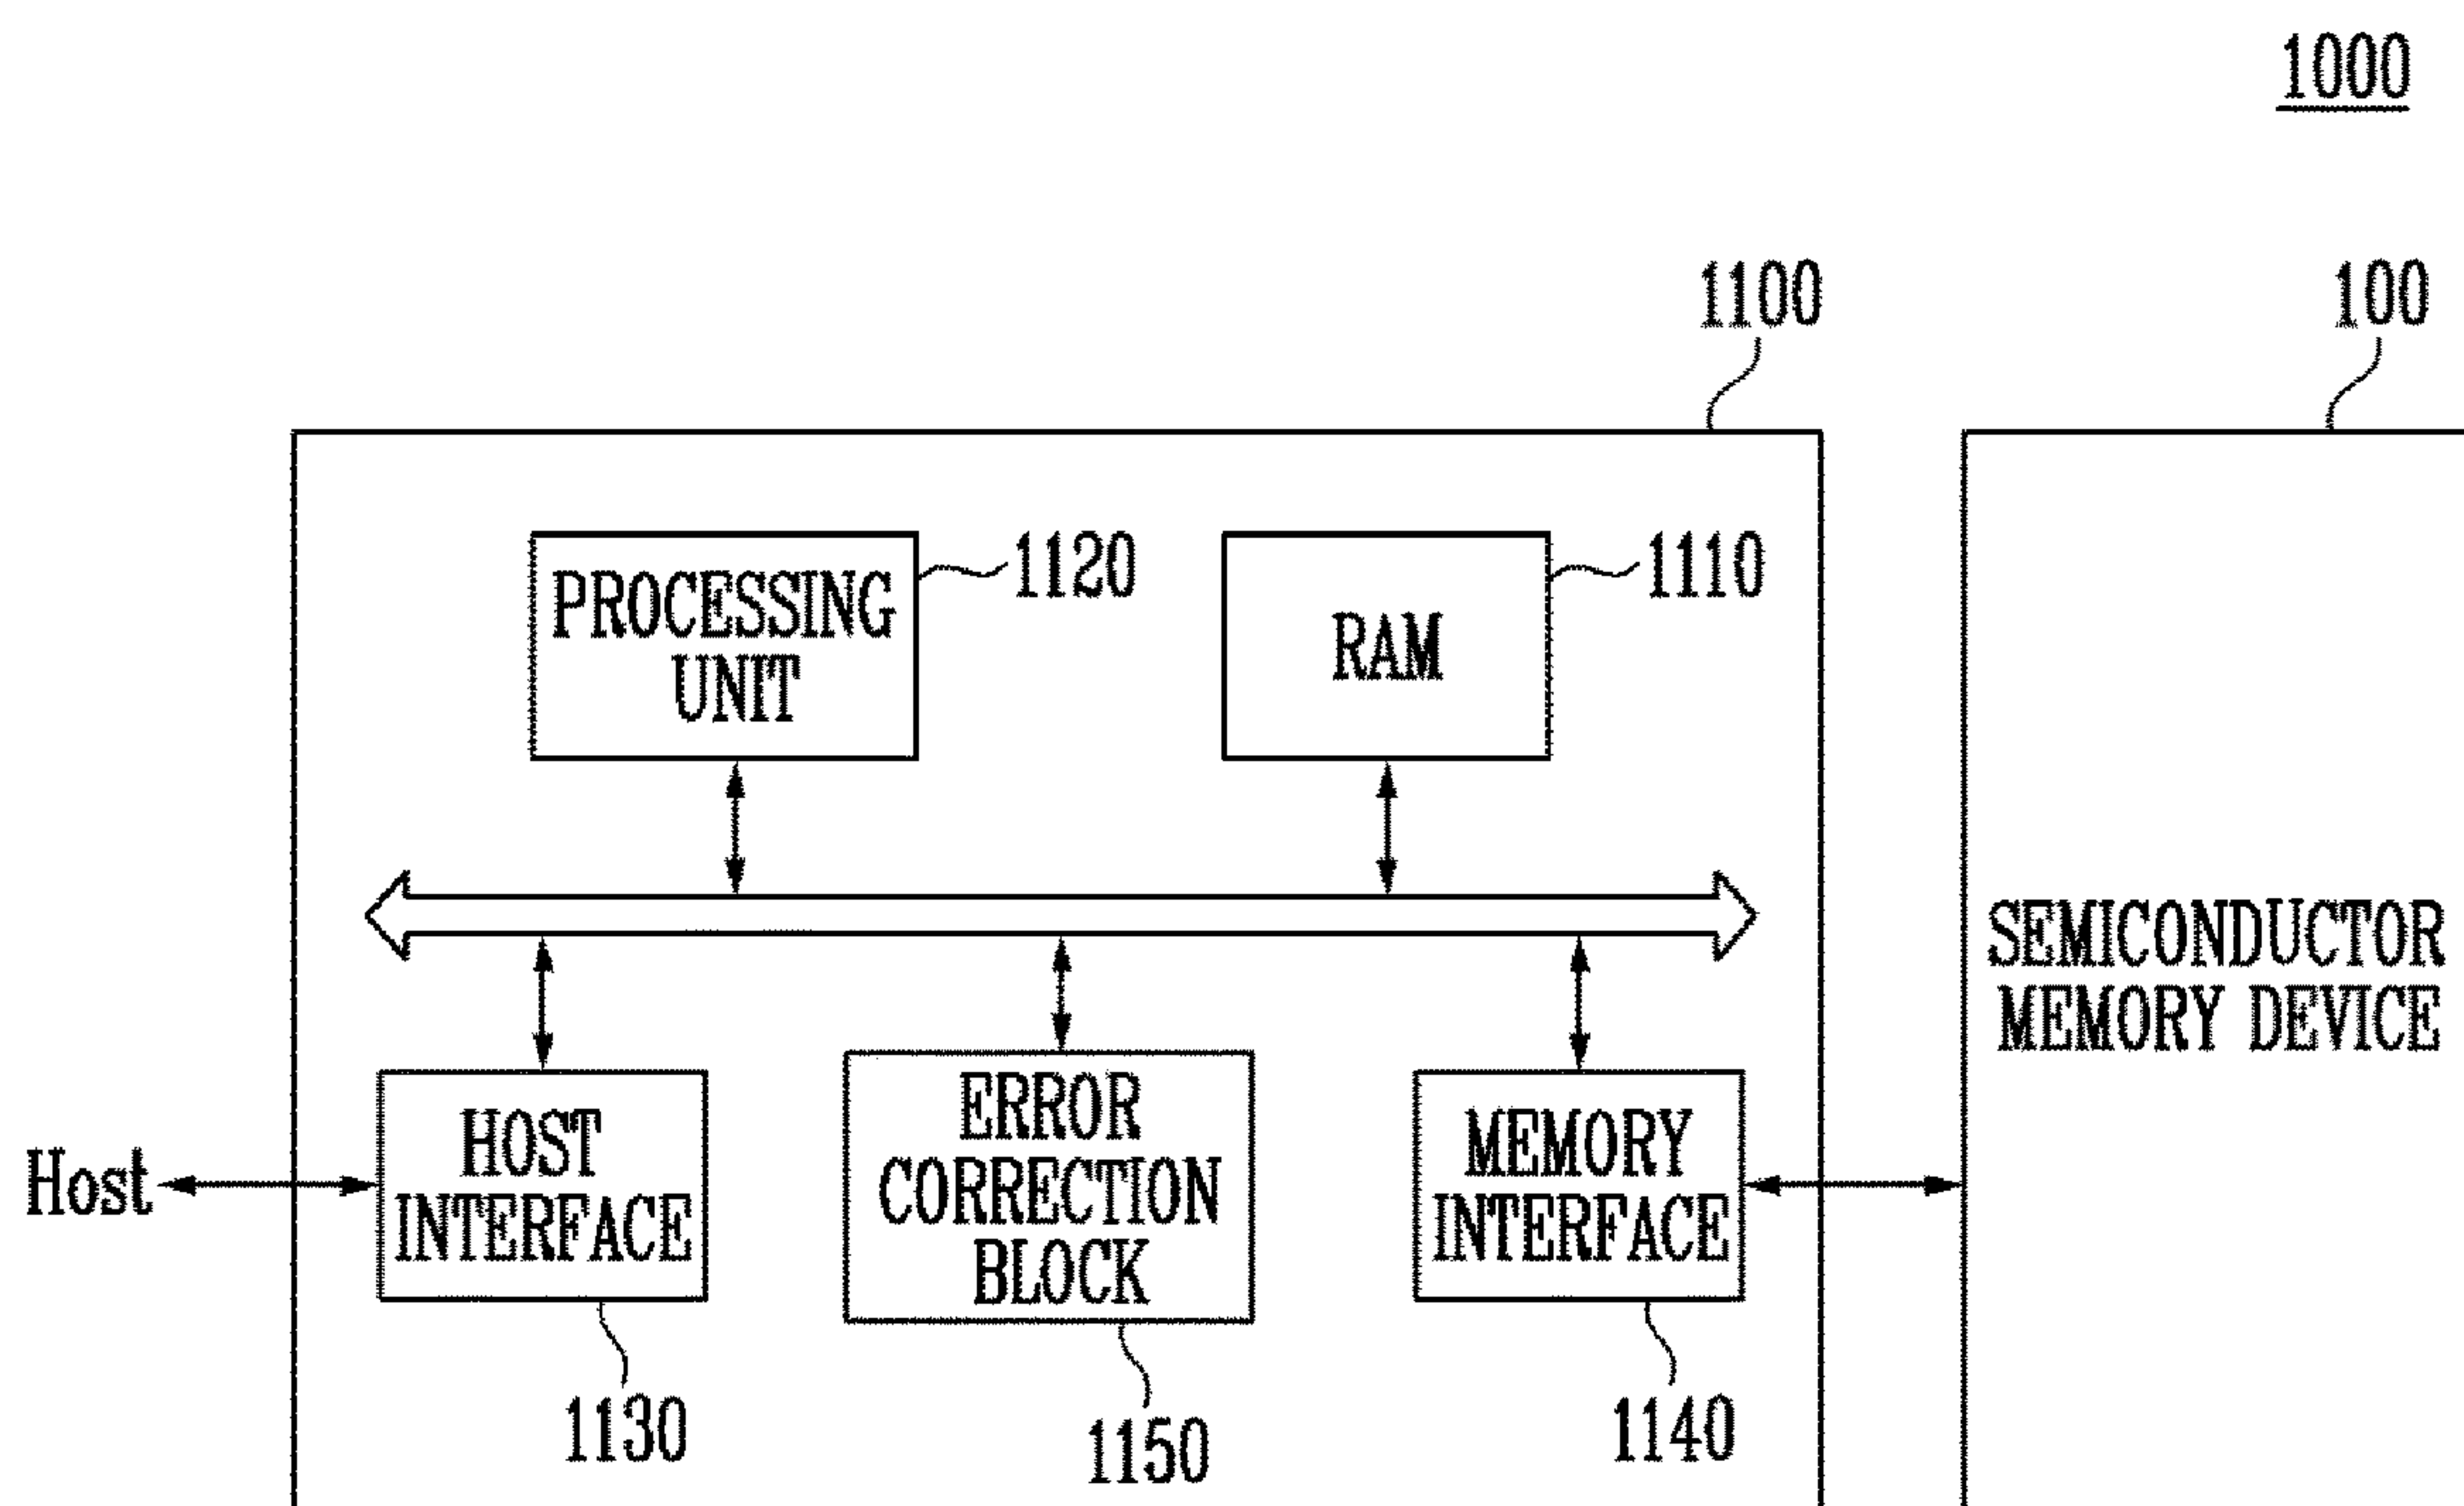 1000
1100
100
PROCESSING
UNIT
1120
RAM
1110
SEMICONDUCTOR
MEMORY DEVICE
Host
HOST
INTERFACE
ERROR
CORRECTION
BLOCK
MEMORY
INTERFACE
1130
1150
1140